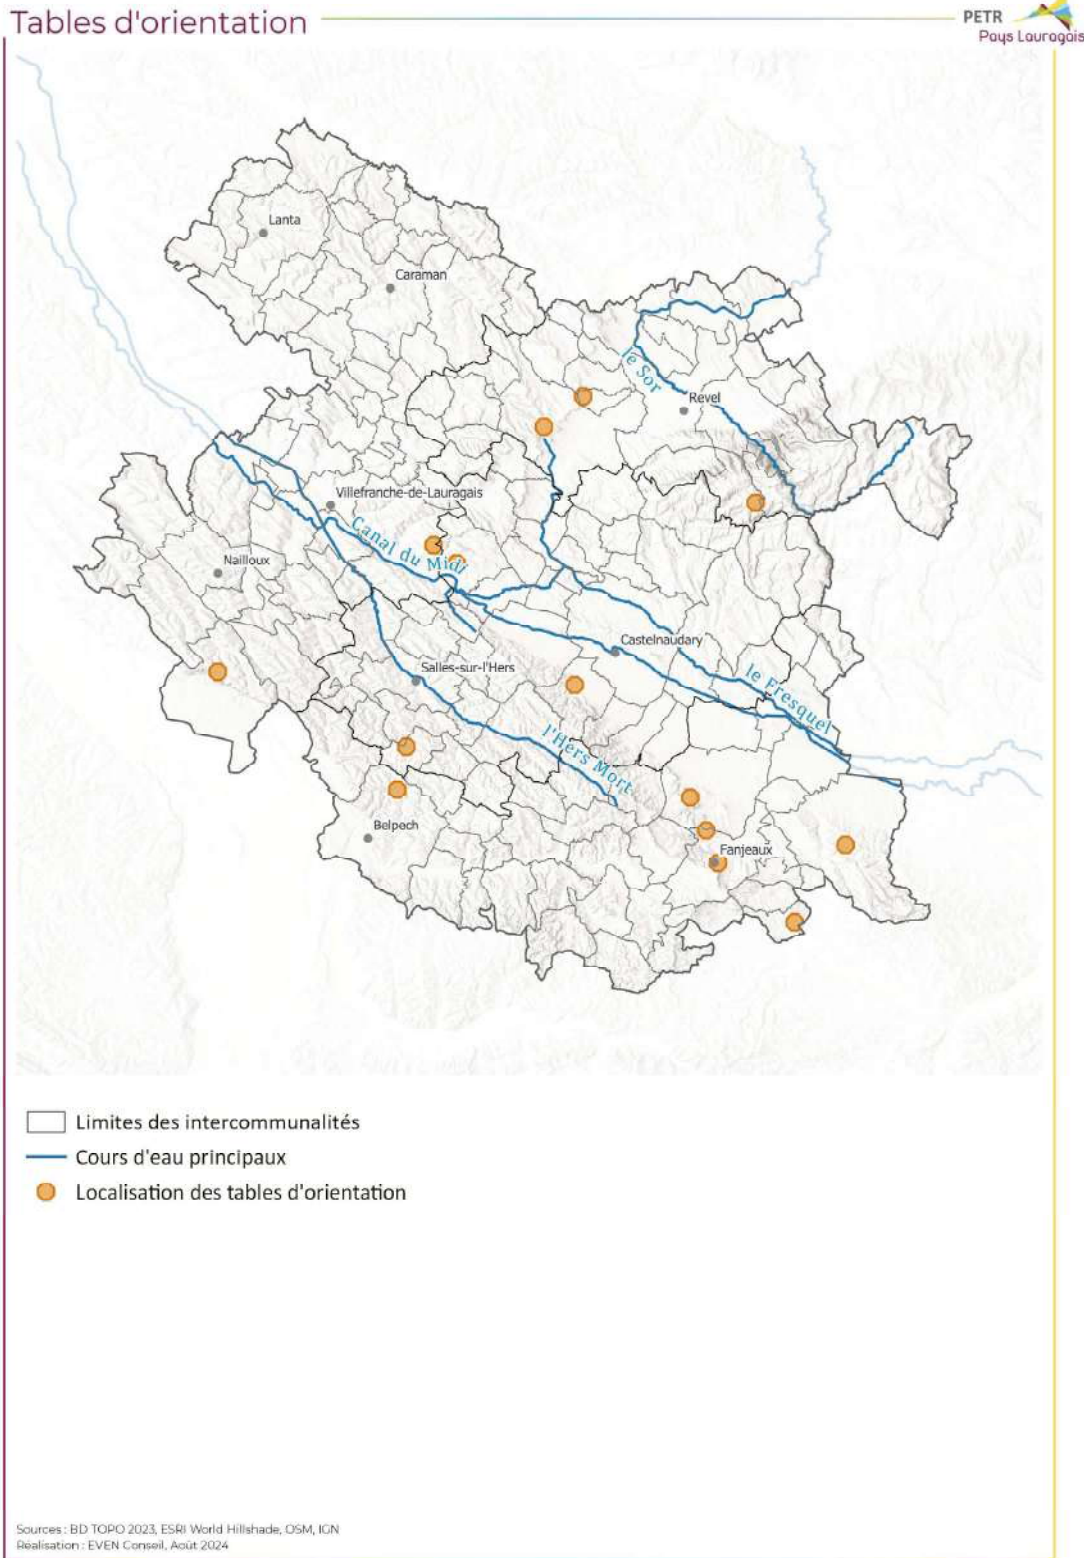 Tables d'orientation
PETR
Pays Lauragais
Lanta
Caraman
le Sor
Revel
Villefranche-de-Lauragais
Canal du Midi
Nailloux
Castelnaudary
Salles-sur-l'Hers
le Fresquel
l'Hers Mort
Belpech
Fanjeaux
Limites des intercommunalités
Cours d'eau principaux
Localisation des tables d'orientation
Sources : BD TOPO 2023, ESRI World Hillshade, OSM, IGN
Réalisation : EVEN Conseil, Août 2024